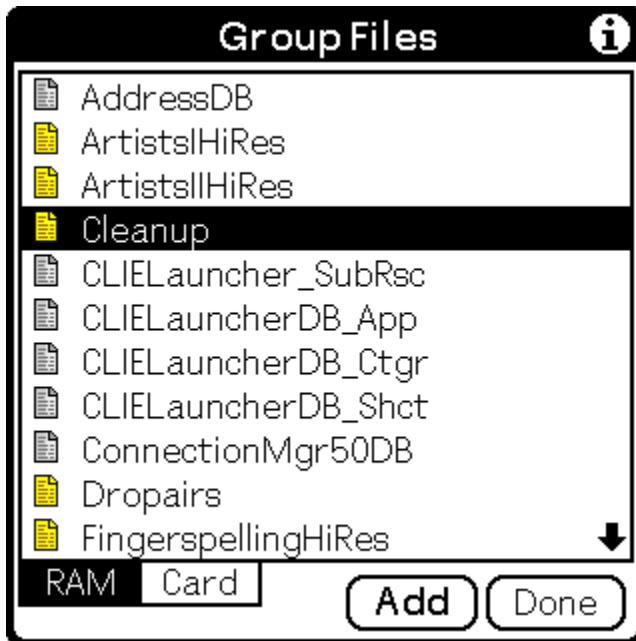 Group Files
AddressDB
ArtistsIHiRes
ArtistsIIHiRes
Cleanup
CLIELauncher_SubRsc
CLIELauncherDB_App
CLIELauncherDB_Ctgr
CLIELauncherDB_Shct
ConnectionMgr50DB
Dropairs
FingerspellingHiRes
RAM Card Add Done